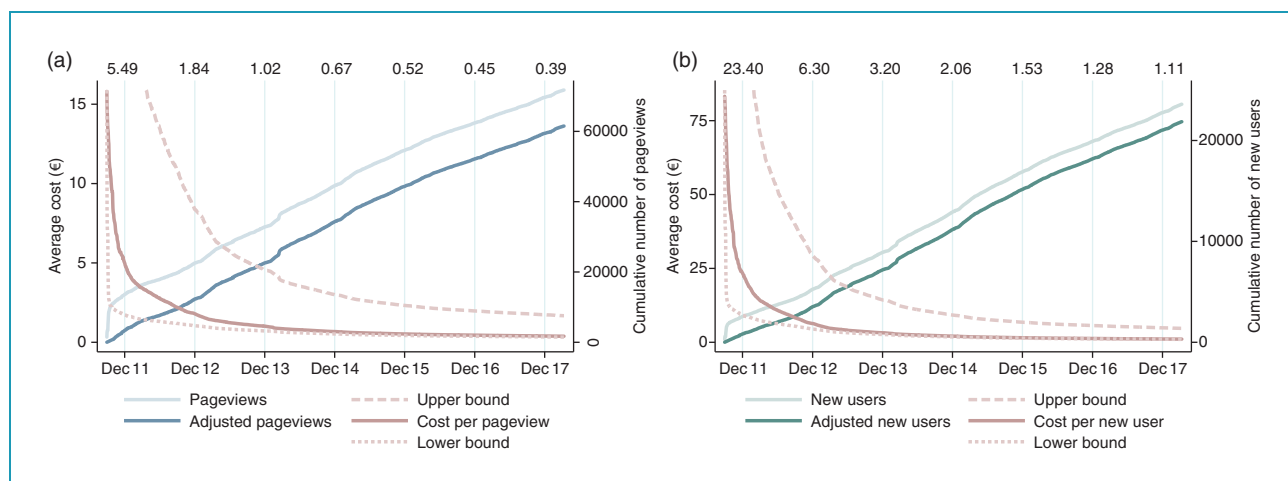 (a)
5.49 1.84 1.02 0.67 0.52 0.45 0.39
15
10
5
0
Average cost (€)
60000
40000
20000
0
Cumulative number of pageviews
Dec 11 Dec 12 Dec 13 Dec 14 Dec 15 Dec 16 Dec 17
Pageviews Upper bound
Adjusted pageviews Cost per pageview
Lower bound
(b)
23.40 6.30 3.20 2.06 1.53 1.28 1.11
75
50
25
0
Average cost (€)
20000
10000
0
Cumulative number of new users
Dec 11 Dec 12 Dec 13 Dec 14 Dec 15 Dec 16 Dec 17
New users Upper bound
Adjusted new users Cost per new user
Lower bound